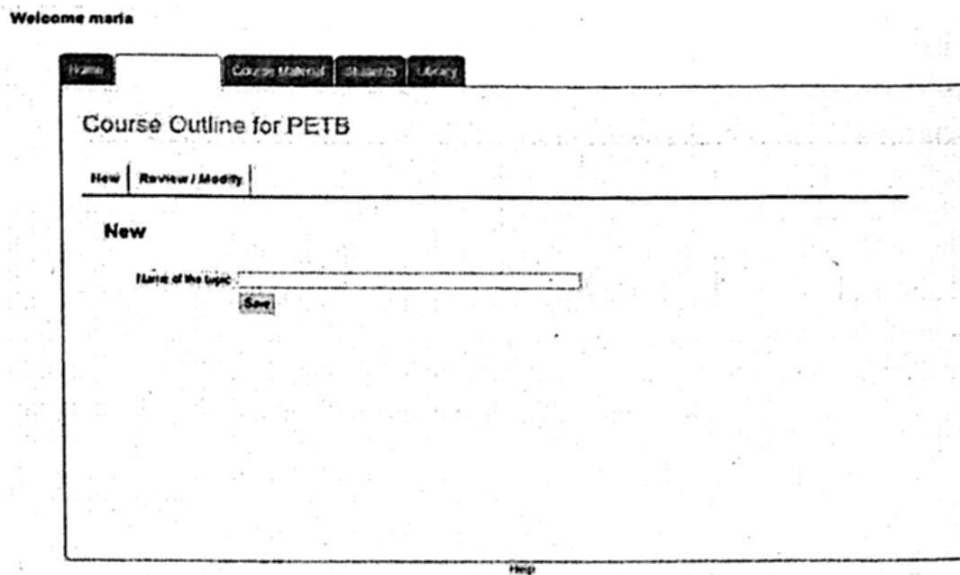 Welcome maria
Home Course Material Students Library
Course Outline for PETB
New Review / Modify
New
Name of the topic
Save
Help